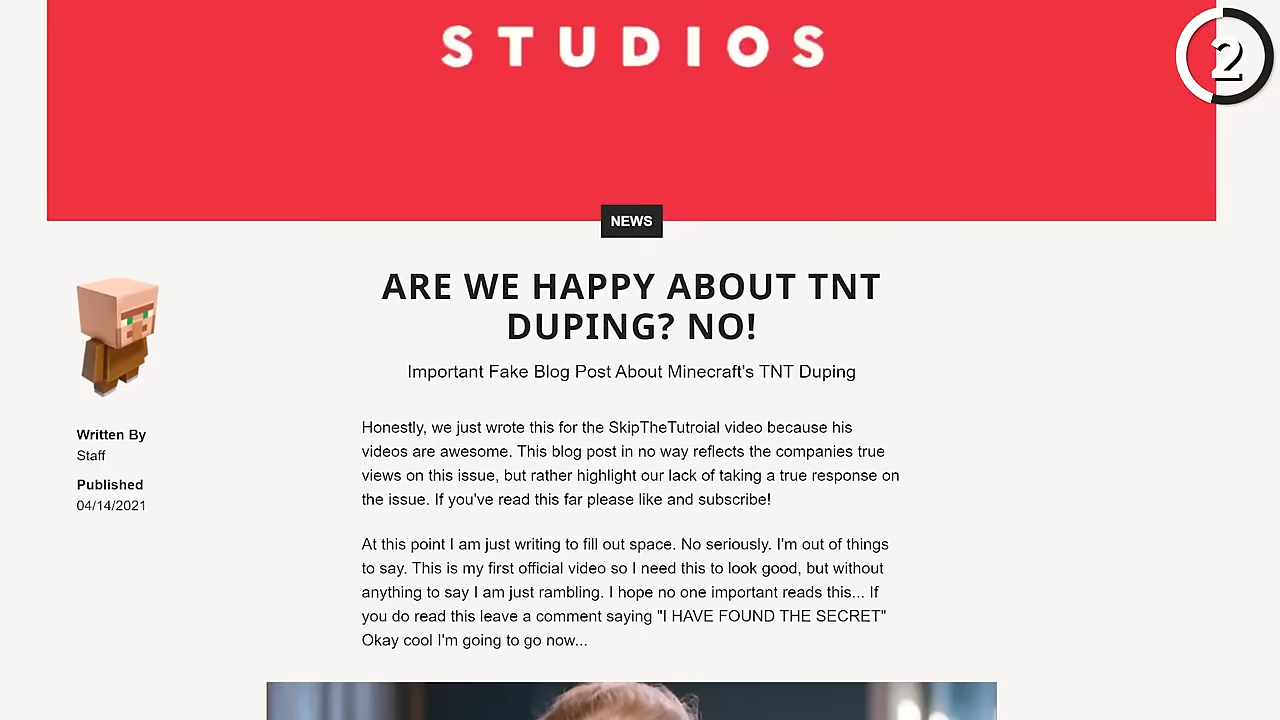 STUDIOS
2
NEWS
ARE WE HAPPY ABOUT TNT
DUPING? NO!
Important Fake Blog Post About Minecraft's TNT Duping
Written By
Staff
Published
04/14/2021
Honestly, we just wrote this for the SkipTheTutroial video because his
videos are awesome. This blog post in no way reflects the companies true
views on this issue, but rather highlight our lack of taking a true response on
the issue. If you've read this far please like and subscribe!
At this point I am just writing to fill out space. No seriously. I'm out of things
to say. This is my first official video so I need this to look good, but without
anything to say I am just rambling. I hope no one important reads this... If
you do read this leave a comment saying "I HAVE FOUND THE SECRET"
Okay cool I'm going to go now...